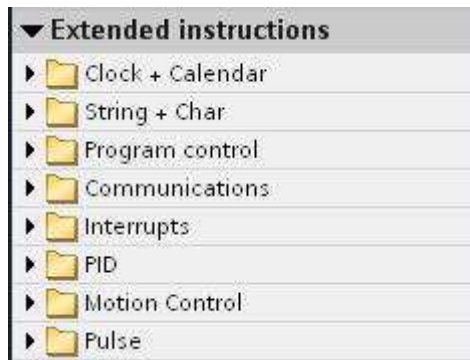 Extended instructions
Clock + Calendar
String + Char
Program control
Communications
Interrupts
PID
Motion Control
Pulse